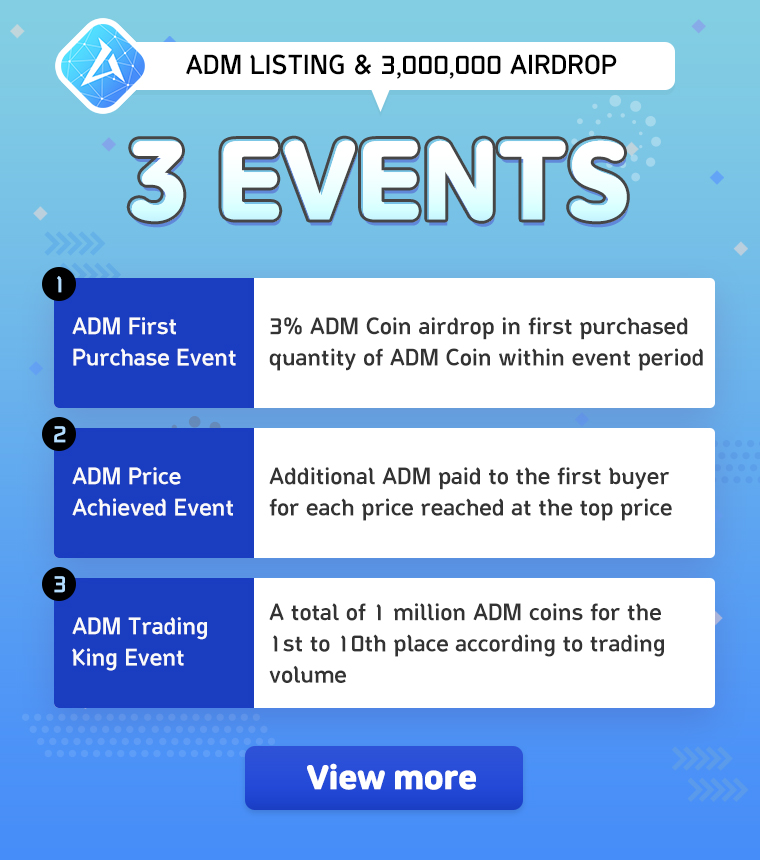 ADM LISTING & 3,000,000 AIRDROP
3 EVENTS
1
ADM First
Purchase Event
3% ADM Coin airdrop in first purchased
quantity of ADM Coin within event period
2
ADM Price
Achieved Event
Additional ADM paid to the first buyer
for each price reached at the top price
3
ADM Trading
King Event
A total of 1 million ADM coins for the
1st to 10th place according to trading
volume
View more